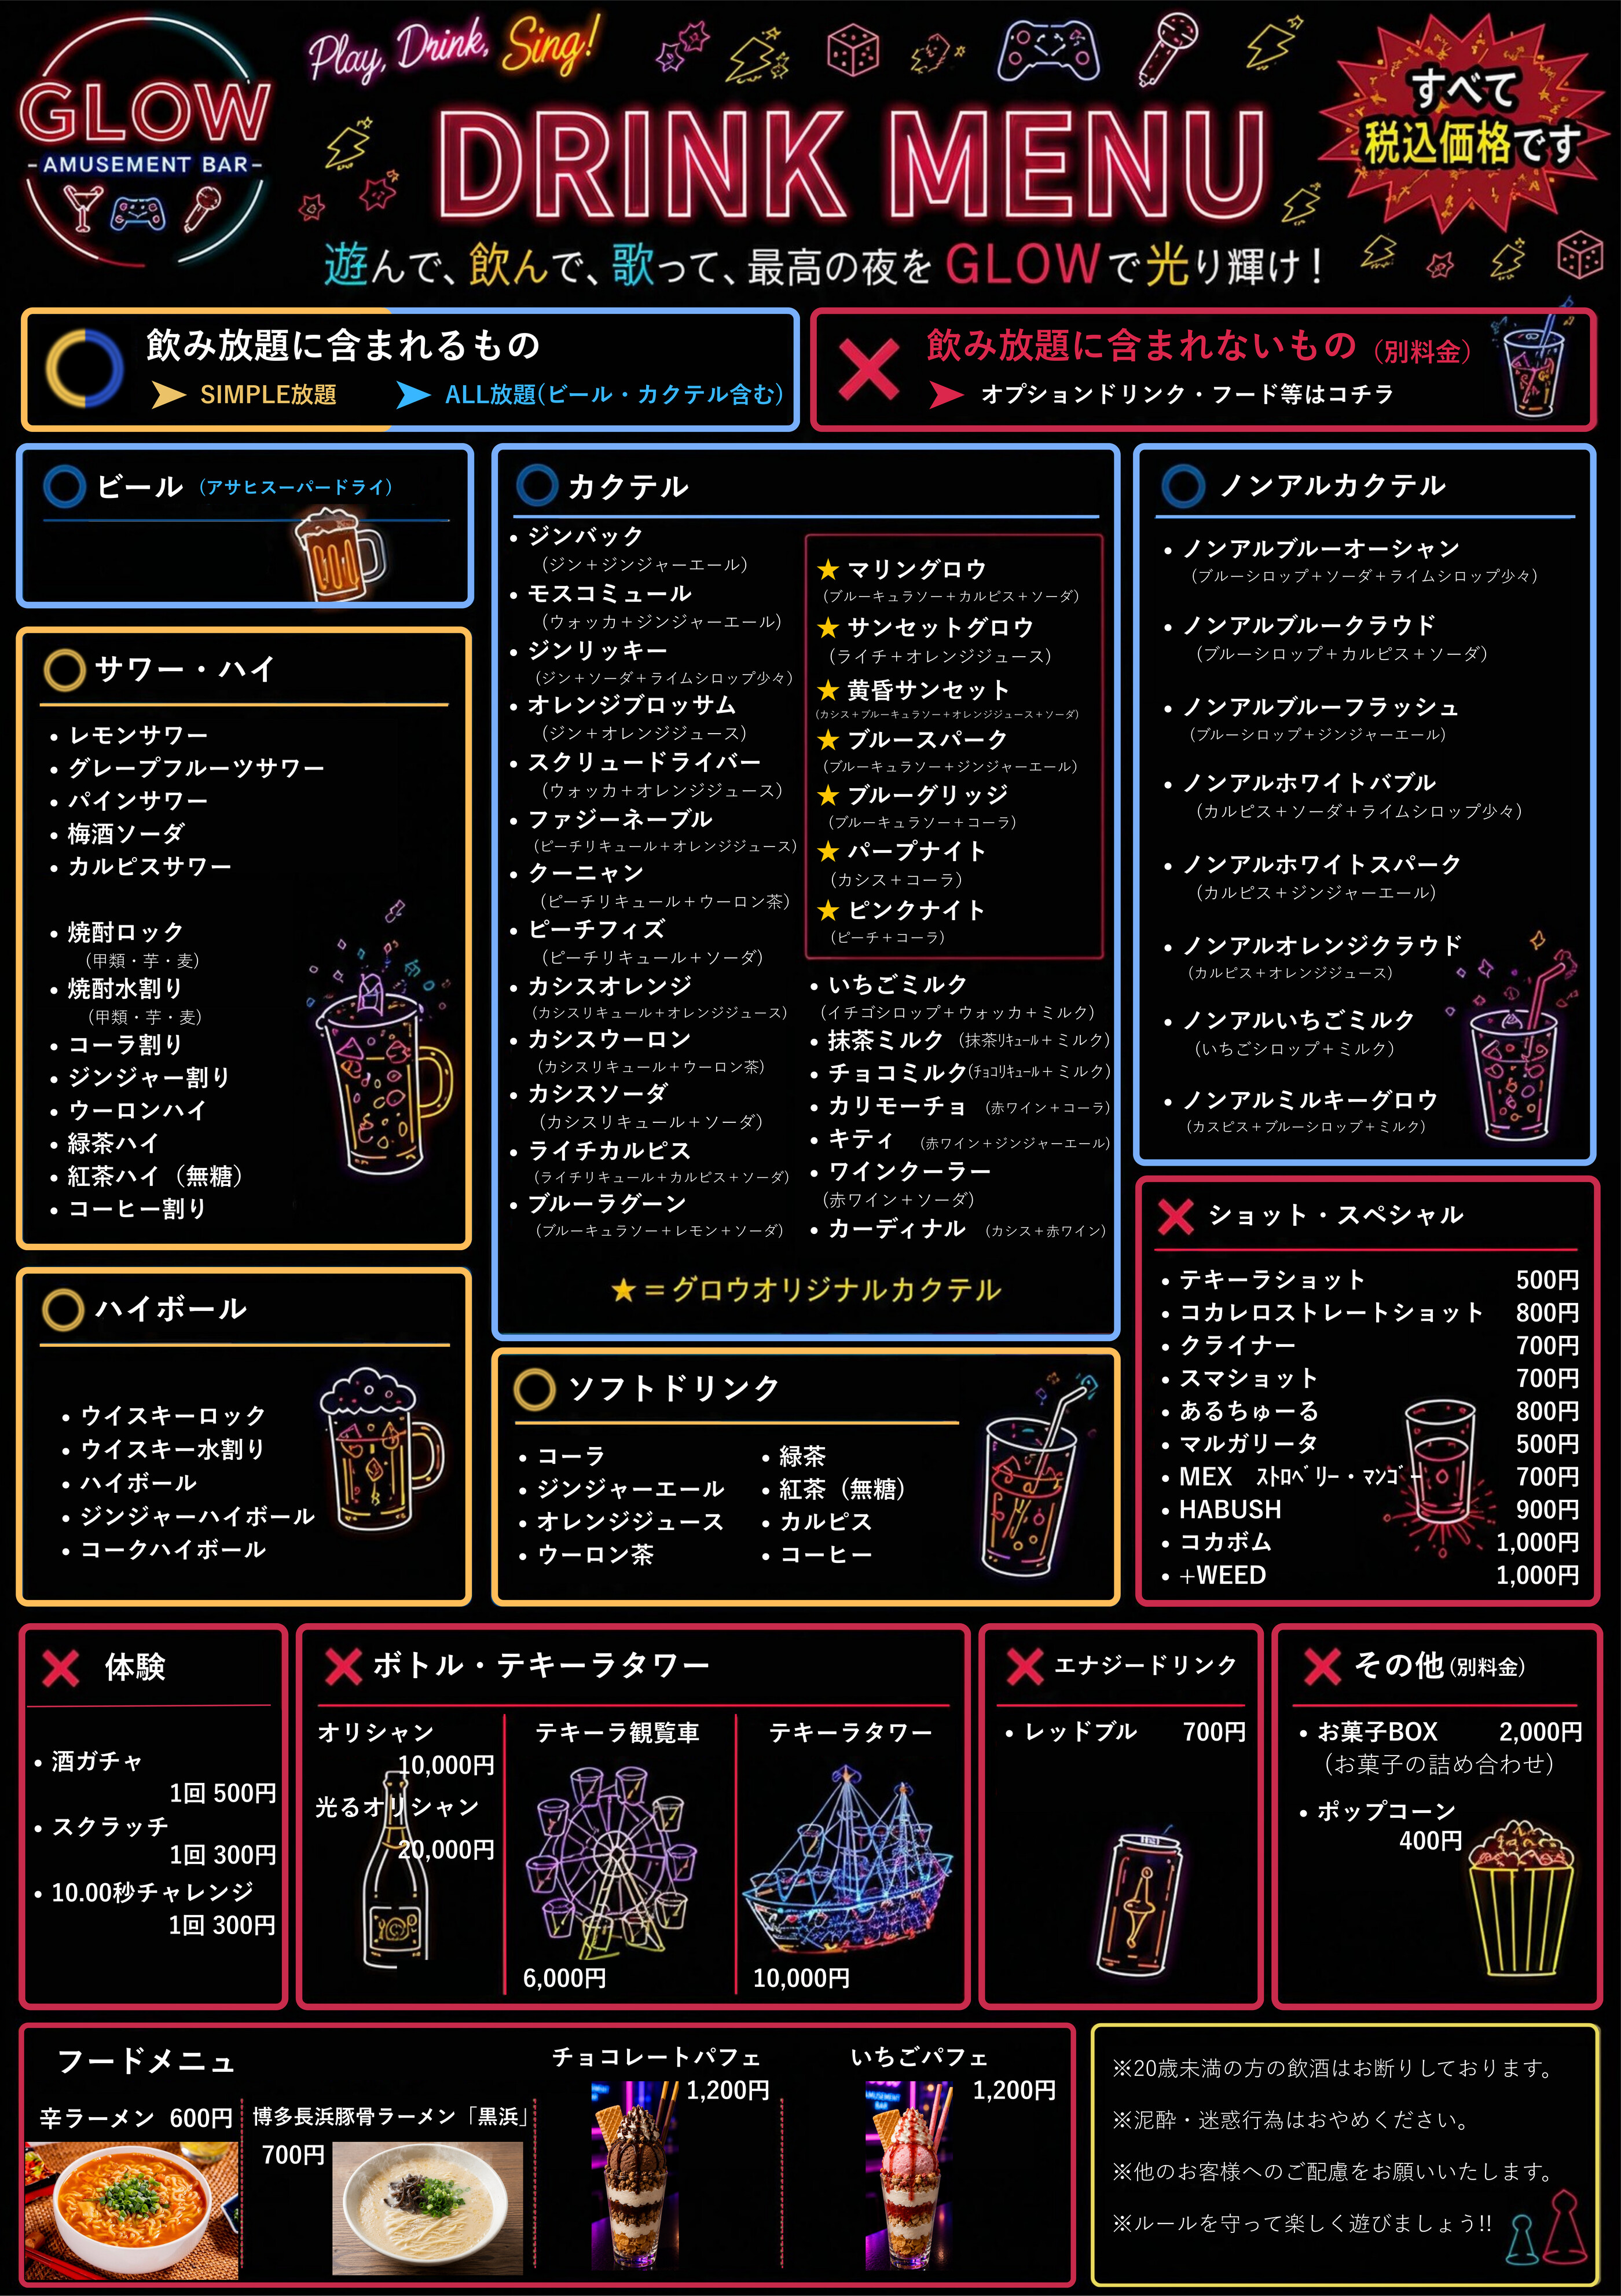 GLOW
-AMUSEMENT BAR-
Play, Drink, Sing!
DRINK MENU
すべて
税込価格です
遊んで、飲んで、歌って、最高の夜を GLOWで光り輝け！
飲み放題に含まれるもの
SIMPLE放題 ALL放題(ビール・カクテル含む)
飲み放題に含まれないもの（別料金）
オプションドリンク・フード等はコチラ
ビール（アサヒスーパードライ）
サワー・ハイ
・レモンサワー
・グレープフルーツサワー
・パインサワー
・梅酒ソーダ
・カルピスサワー
・焼酎ロック
（甲類・芋・麦）
・焼酎水割り
（甲類・芋・麦）
・コーラ割り
・ジンジャー割り
・ウーロンハイ
・緑茶ハイ
・紅茶ハイ（無糖）
・コーヒー割り
ハイボール
・ウイスキーロック
・ウイスキー水割り
・ハイボール
・ジンジャーハイボール
・コークハイボール
カクテル
・ジンバック
（ジン＋ジンジャーエール）
・モスコミュール
（ウォッカ＋ジンジャーエール）
・ジンリッキー
（ジン＋ソーダ＋ライムシロップ少々）
・オレンジブロッサム
（ジン＋オレンジジュース）
・スクリュードライバー
（ウォッカ＋オレンジジュース）
・ファジーネーブル
（ピーチリキュール＋オレンジジュース）
・クーニャン
（ピーチリキュール＋ウーロン茶）
・ピーチフィズ
（ピーチリキュール＋ソーダ）
・カシスオレンジ
（カシスリキュール＋オレンジジュース）
・カシスウーロン
（カシスリキュール＋ウーロン茶）
・カシスソーダ
（カシスリキュール＋ソーダ）
・ライチカルピス
（ライチリキュール＋カルピス＋ソーダ）
・ブルーラグーン
（ブルーキュラソー＋レモン＋ソーダ）
★ マリングロウ
（ブルーキュラソー＋カルピス＋ソーダ）
★ サンセットグロウ
（ライチ＋オレンジジュース）
★ 黄昏サンセット
（カシス＋ブルーキュラソー＋オレンジジュース＋ソーダ）
★ ブルースパーク
（ブルーキュラソー＋ジンジャーエール）
★ ブルーグリッジ
（ブルーキュラソー＋コーラ）
★ パープナイト
（カシス＋コーラ）
★ ピンクナイト
（ピーチ＋コーラ）
・いちごミルク
（イチゴシロップ＋ウォッカ＋ミルク）
・抹茶ミルク（抹茶ﾘｷｭｰﾙ＋ミルク）
・チョコミルク(ﾁｮｺﾘｷｭｰﾙ＋ミルク）
・カリモーチョ（赤ワイン＋コーラ）
・キティ（赤ワイン＋ジンジャーエール）
・ワインクーラー
（赤ワイン＋ソーダ）
・カーディナル（カシス＋赤ワイン）
★＝グロウオリジナルカクテル
ソフトドリンク
・コーラ
・ジンジャーエール
・オレンジジュース
・ウーロン茶
・緑茶
・紅茶（無糖）
・カルピス
・コーヒー
ノンアルカクテル
・ノンアルブルーオーシャン
（ブルーシロップ＋ソーダ＋ライムシロップ少々）
・ノンアルブルークラウド
（ブルーシロップ＋カルピス＋ソーダ）
・ノンアルブルーフラッシュ
（ブルーシロップ＋ジンジャーエール）
・ノンアルホワイトバブル
（カルピス＋ソーダ＋ライムシロップ少々）
・ノンアルホワイトスパーク
（カルピス＋ジンジャーエール）
・ノンアルオレンジクラウド
（カルピス＋オレンジジュース）
・ノンアルいちごミルク
（いちごシロップ＋ミルク）
・ノンアルミルキーグロウ
（カスピス＋ブルーシロップ＋ミルク）
ショット・スペシャル
・テキーラショット 500円
・コカレロストレートショット 800円
・クライナー 700円
・スマショット 700円
・あるちゅーる 800円
・マルガリータ 500円
・MEX ｽﾄﾛﾍﾞﾘｰ・ﾏﾝｺﾞｰ 700円
・HABUSH 900円
・コカボム 1,000円
・+WEED 1,000円
体験
・酒ガチャ
1回 500円
・スクラッチ
1回 300円
・10.00秒チャレンジ
1回 300円
ボトル・テキーラタワー
オリシャン
10,000円
光るオリシャン
20,000円
テキーラ観覧車
6,000円
テキーラタワー
10,000円
エナジードリンク
・レッドブル 700円
その他(別料金)
・お菓子BOX 2,000円
（お菓子の詰め合わせ）
・ポップコーン
400円
フードメニュ
辛ラーメン 600円
博多長浜豚骨ラーメン「黒浜」
700円
チョコレートパフェ
1,200円
いちごパフェ
1,200円
※20歳未満の方の飲酒はお断りしております。
※泥酔・迷惑行為はおやめください。
※他のお客様へのご配慮をお願いいたします。
※ルールを守って楽しく遊びましょう!!